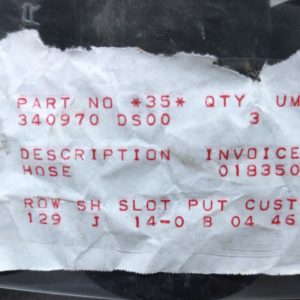 PART NO *35* QTY UM
340970 DS00 3
DESCRIPTION INVOICE
HOSE 018350
ROW SH SLOT PUT CUST
129 J 14-0 B 04 46